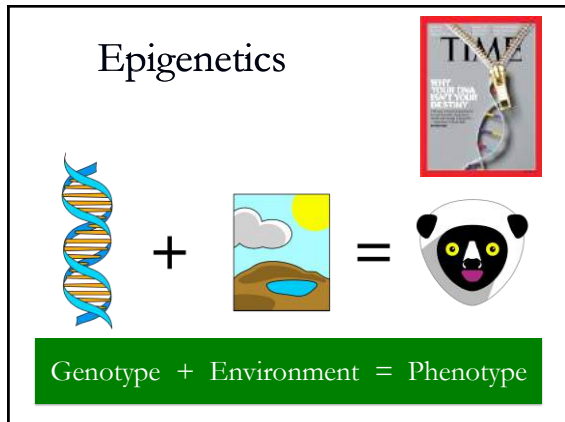 Epigenetics
TIME
WHY
YOUR DNA
ISN'T YOUR
DESTINY
+
=
Genotype + Environment = Phenotype